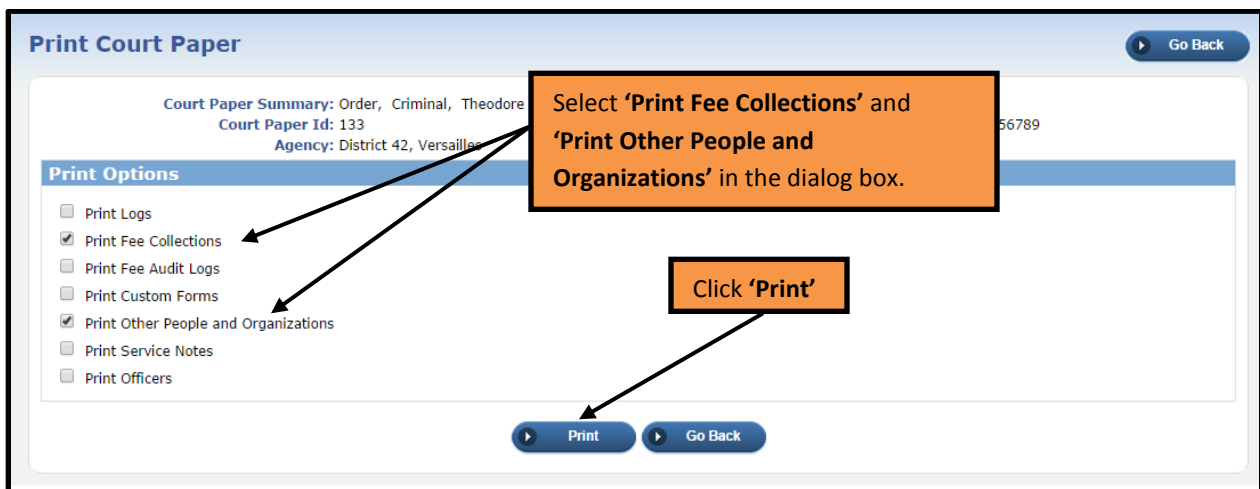 Print Court Paper
Go Back
Court Paper Summary: Order, Criminal, Theodore
Court Paper Id: 133
56789
Agency: District 42, Versailles
Select ‘Print Fee Collections’ and
‘Print Other People and
Organizations’ in the dialog box.
Print Options
Print Logs
Print Fee Collections
Print Fee Audit Logs
Print Custom Forms
Print Other People and Organizations
Print Service Notes
Print Officers
Click ‘Print’
Print
Go Back